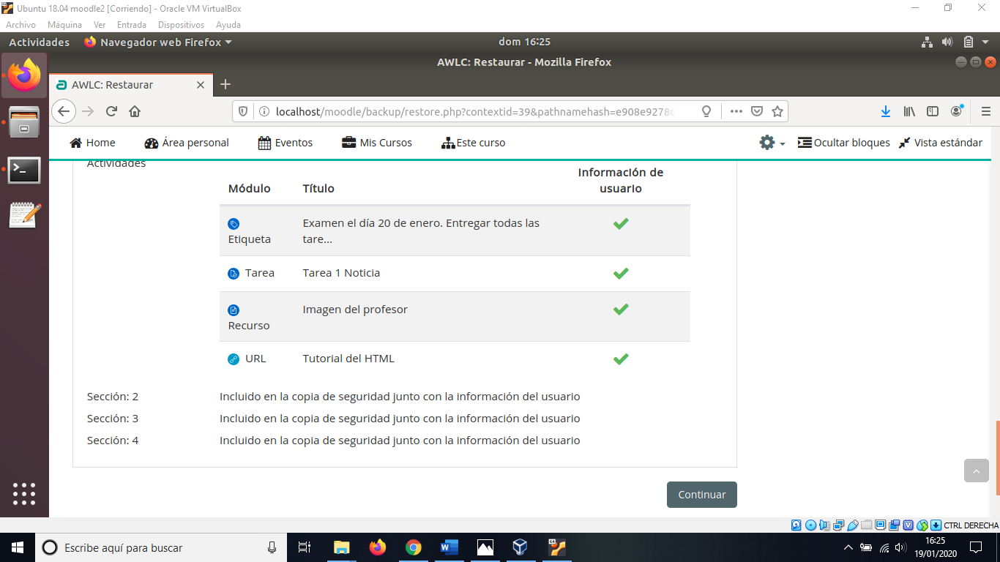 Ubuntu 18.04 moodle2 [Corriendo] - Oracle VM VirtualBox
Archivo Máquina Ver Entrada Dispositivos Ayuda
Actividades Navegador web Firefox dom 16:25
AWLC: Restaurar - Mozilla Firefox
AWLC: Restaurar
localhost/moodle/backup/restore.php?contextid=39&pathnamehash=e908e9278
Home Área personal Eventos Mis Cursos Este curso Ocultar bloques Vista estándar
Actividades
Módulo Título Información de
usuario
Etiqueta Examen el día 20 de enero. Entregar todas las
tare...
Tarea Tarea 1 Noticia
Recurso Imagen del profesor
URL Tutorial del HTML
Sección: 2 Incluido en la copia de seguridad junto con la información del usuario
Sección: 3 Incluido en la copia de seguridad junto con la información del usuario
Sección: 4 Incluido en la copia de seguridad junto con la información del usuario
Continuar
CTRL DERECHA
Escribe aquí para buscar
16:25
19/01/2020